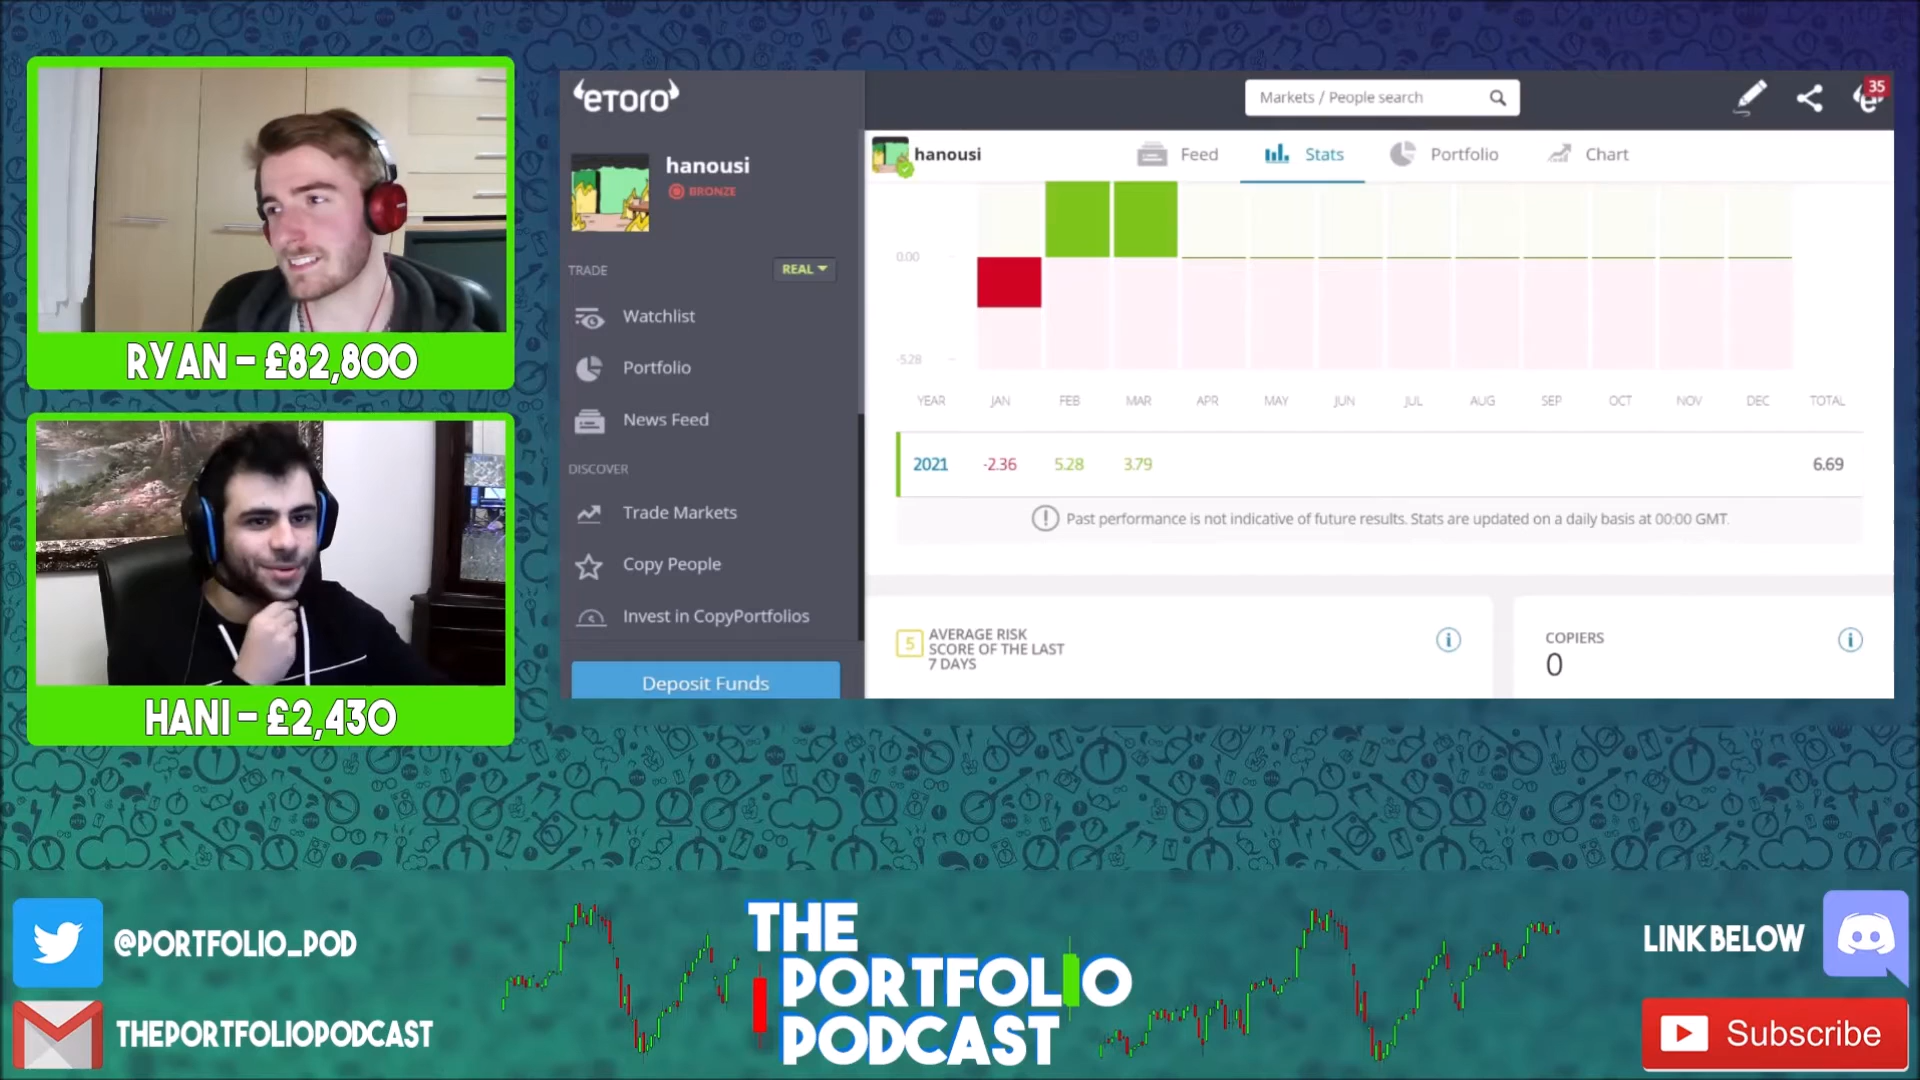 RYAN – £82,800
HANI – £2,430
etoro
hanousi
BRONZE
TRADE
REAL
Watchlist
Portfolio
News Feed
DISCOVER
Trade Markets
Copy People
Invest in CopyPortfolios
Deposit Funds
Markets / People search
35
hanousi
Feed
Stats
Portfolio
Chart
0.00
-5.28
YEAR JAN FEB MAR APR MAY JUN JUL AUG SEP OCT NOV DEC TOTAL
2021 -2.36 5.28 3.79 6.69
Past performance is not indicative of future results. Stats are updated on a daily basis at 00:00 GMT.
5
AVERAGE RISK
SCORE OF THE LAST
7 DAYS
COPIERS
0
@PORTFOLIO_POD
THEPORTFOLIOPODCAST
THE
PORTFOLIO
PODCAST
LINK BELOW
Subscribe